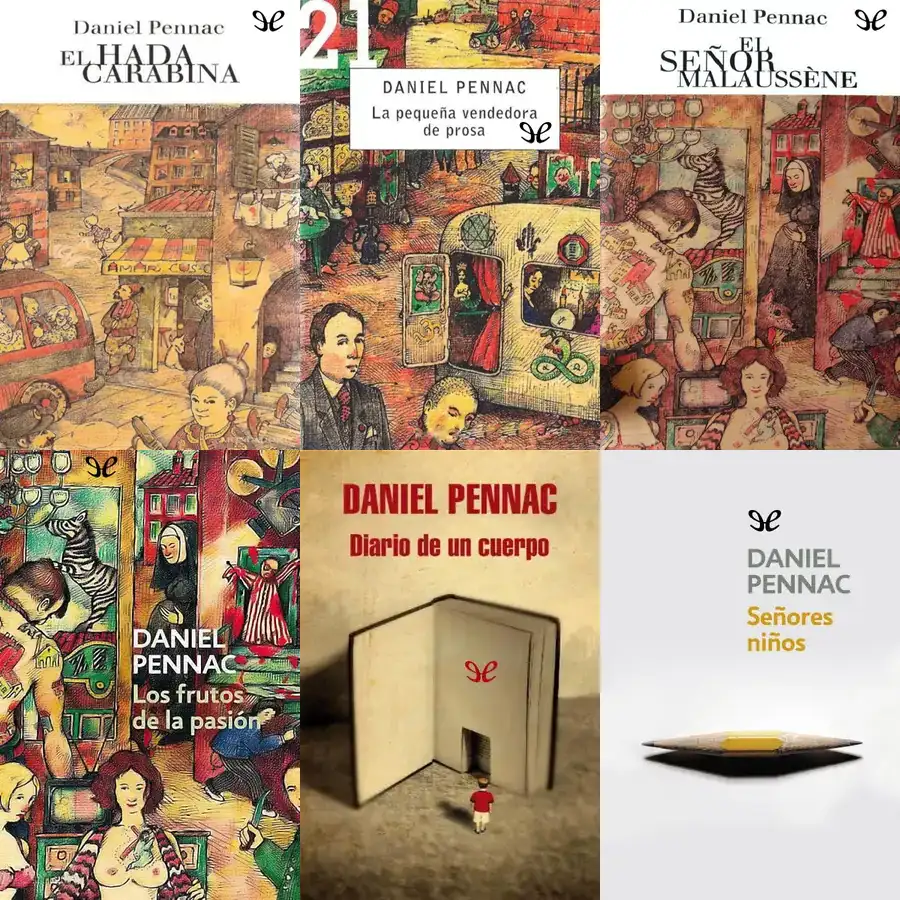 Daniel Pennac
EL HADA
CARABINA
21
DANIEL PENNAC
La pequeña vendedora
de prosa
Daniel Pennac
EL
SEÑOR
MALAUSSÈNE
DANIEL
PENNAC
Los frutos
de la pasión
DANIEL PENNAC
Diario de un cuerpo
DANIEL
PENNAC
Señores
niños